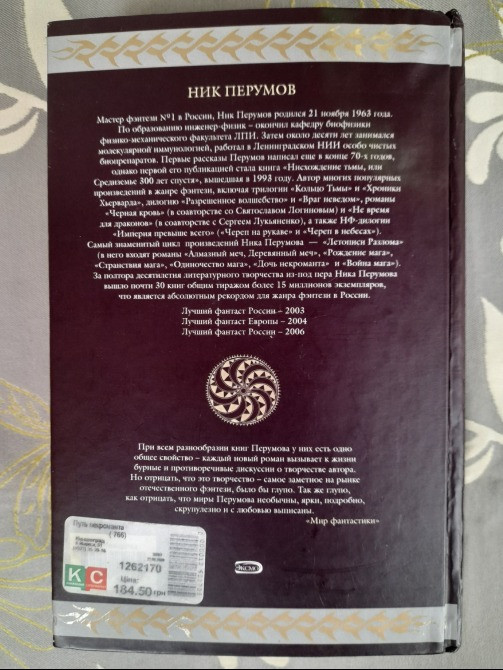 НИК ПЕРУМОВ
Мастер фэнтези №1 в России, Ник Перумов родился 21 ноября 1963 года.
По образованию инженер-физик – окончил кафедру биофизики
физико-механического факультета ЛПИ. Затем около десяти лет занимался
молекулярной иммунологией, работал в Ленинградском НИИ особо чистых
биопрепаратов. Первые рассказы Перумов написал еще в конце 70-х годов,
однако первой его публикацией стала книга «Нисхождение тьмы, или
Средиземье 300 лет спустя», вышедшая в 1993 году. Автор многих популярных
произведений в жанре фэнтези, включая трилогии «Кольцо Тьмы» и «Хроники
Хьерварда», дилогию «Разрешенное волшебство» и «Враг неведом», романы
"Черная кровь» (в соавторстве со Святославом Логиновым) и «Не время
для драконов» (в соавторстве с Сергеем Лукьяненко), а также НФ-дилогии
"Империя превыше всего» («Череп на рукаве» и «Череп в небесах»).
Самый знаменитый цикл произведений Ника Перумова — «Летописи Разлома»
(в него входят романы «Алмазный меч, Деревянный меч», «Рождение мага»,
«Странствия мага», «Одиночество мага», «Дочь некроманта» и «Война мага»).
За полтора десятилетия литературного творчества из-под пера Ника Перумова
вышло почти 30 книг общим тиражом более 15 миллионов экземпляров,
что является абсолютным рекордом для жанра фэнтези в России.
Лучший фантаст России – 2003
Лучший фантаст Европы – 2004
Лучший фантаст России – 2006
При всем разнообразии книг Перумова у них есть одно
общее свойство – каждый новый роман вызывает к жизни
бурные и противоречивые дискуссии о творчестве автора.
Но отрицать, что это творчество – самое заметное на рынке
отечественного фэнтези, было бы глупо. Так же глупо,
как отрицать, что миры Перумова необычны, ярки, подробно,
скрупулезно и с любовью выписаны.
«Мир фантастики»
Путь некроманта
(766)
1262170
КС
Цена:
184.50 грн
ЭКСМО